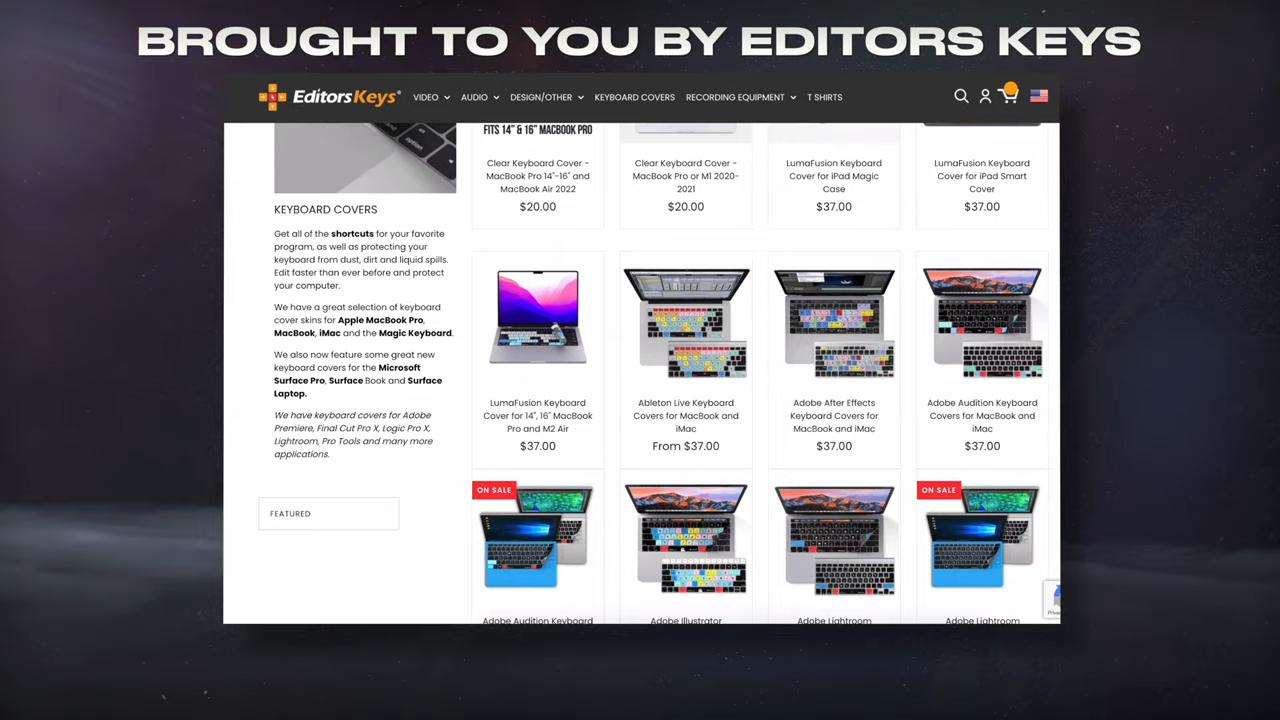 BROUGHT TO YOU BY EDITORS KEYS
EditorsKeys®
VIDEO
AUDIO
DESIGN/OTHER
KEYBOARD COVERS
RECORDING EQUIPMENT
T SHIRTS
option
KEYBOARD COVERS
Get all of the shortcuts for your favorite
program, as well as protecting your
keyboard from dust, dirt and liquid spills.
Edit faster than ever before and protect
your computer.
We have a great selection of keyboard
cover skins for Apple MacBook Pro,
MacBook, iMac and the Magic Keyboard.
We also now feature some great new
keyboard covers for the Microsoft
Surface Pro, Surface Book and Surface
Laptop.
We have keyboard covers for Adobe
Premiere, Final Cut Pro X, Logic Pro X,
Lightroom, Pro Tools and many more
applications.
FEATURED
FITS 14" & 16" MACBOOK PRO
Clear Keyboard Cover -
MacBook Pro 14"-16" and
MacBook Air 2022
$20.00
Clear Keyboard Cover -
MacBook Pro or M1 2020-
2021
$20.00
LumaFusion Keyboard
Cover for iPad Magic
Case
$37.00
LumaFusion Keyboard
Cover for iPad Smart
Cover
$37.00
LumaFusion Keyboard
Cover for 14", 16" MacBook
Pro and M2 Air
$37.00
Ableton Live Keyboard
Covers for MacBook and
iMac
From $37.00
Adobe After Effects
Keyboard Covers for
MacBook and iMac
$37.00
Adobe Audition Keyboard
Covers for MacBook and
iMac
$37.00
ON SALE
Adobe Audition Keyboard
Adobe Illustrator
Adobe Lightroom
ON SALE
Adobe Lightroom